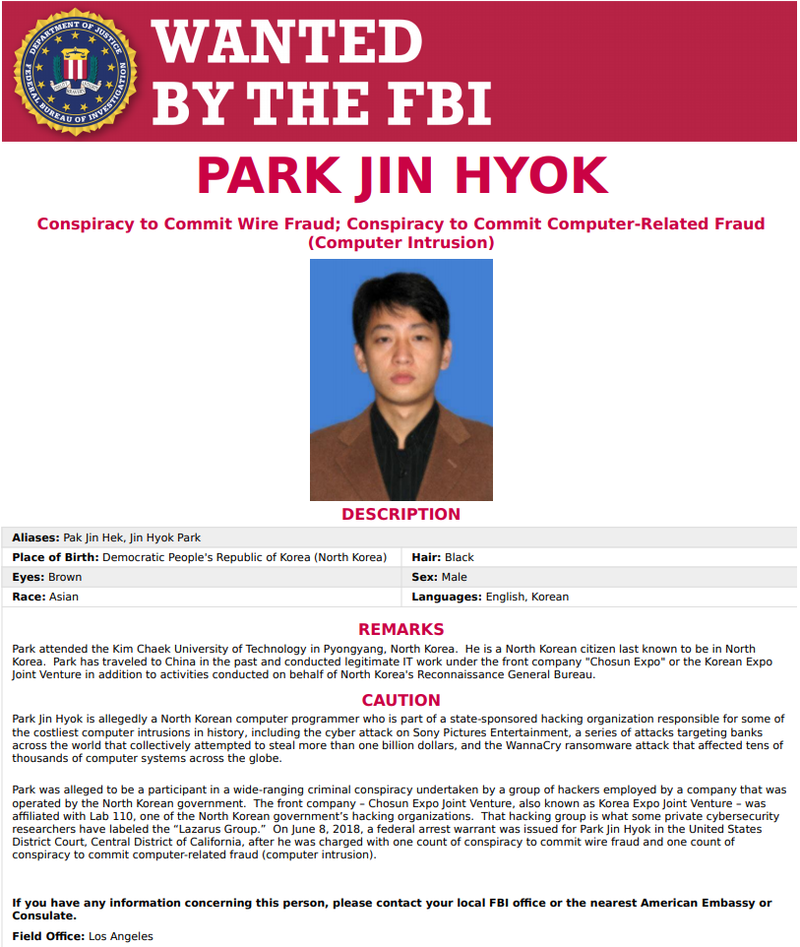 DEPARTMENT OF JUSTICE
FEDERAL BUREAU OF INVESTIGATION
WANTED
BY THE FBI
PARK JIN HYOK
Conspiracy to Commit Wire Fraud; Conspiracy to Commit Computer-Related Fraud
(Computer Intrusion)
DESCRIPTION
Aliases: Pak Jin Hek, Jin Hyok Park
Place of Birth: Democratic People's Republic of Korea (North Korea) Hair: Black
Eyes: Brown Sex: Male
Race: Asian Languages: English, Korean
REMARKS
Park attended the Kim Chaek University of Technology in Pyongyang, North Korea.  He is a North Korean citizen last known to be in North
Korea.  Park has traveled to China in the past and conducted legitimate IT work under the front company "Chosun Expo" or the Korean Expo
Joint Venture in addition to activities conducted on behalf of North Korea's Reconnaissance General Bureau.
CAUTION
Park Jin Hyok is allegedly a North Korean computer programmer who is part of a state-sponsored hacking organization responsible for some of
the costliest computer intrusions in history, including the cyber attack on Sony Pictures Entertainment, a series of attacks targeting banks
across the world that collectively attempted to steal more than one billion dollars, and the WannaCry ransomware attack that affected tens of
thousands of computer systems across the globe.
Park was alleged to be a participant in a wide-ranging criminal conspiracy undertaken by a group of hackers employed by a company that was
operated by the North Korean government.  The front company – Chosun Expo Joint Venture, also known as Korea Expo Joint Venture – was
affiliated with Lab 110, one of the North Korean government’s hacking organizations.  That hacking group is what some private cybersecurity
researchers have labeled the “Lazarus Group.”  On June 8, 2018, a federal arrest warrant was issued for Park Jin Hyok in the United States
District Court, Central District of California, after he was charged with one count of conspiracy to commit wire fraud and one count of
conspiracy to commit computer-related fraud (computer intrusion).
If you have any information concerning this person, please contact your local FBI office or the nearest American Embassy or
Consulate.
Field Office: Los Angeles